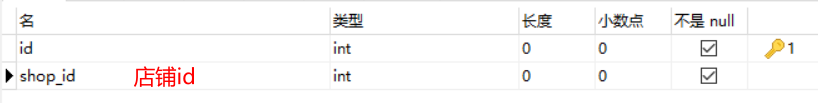 名 类型 长度 小数点 不是 null
id int 0 0 1
shop_id 店铺id int 0 0